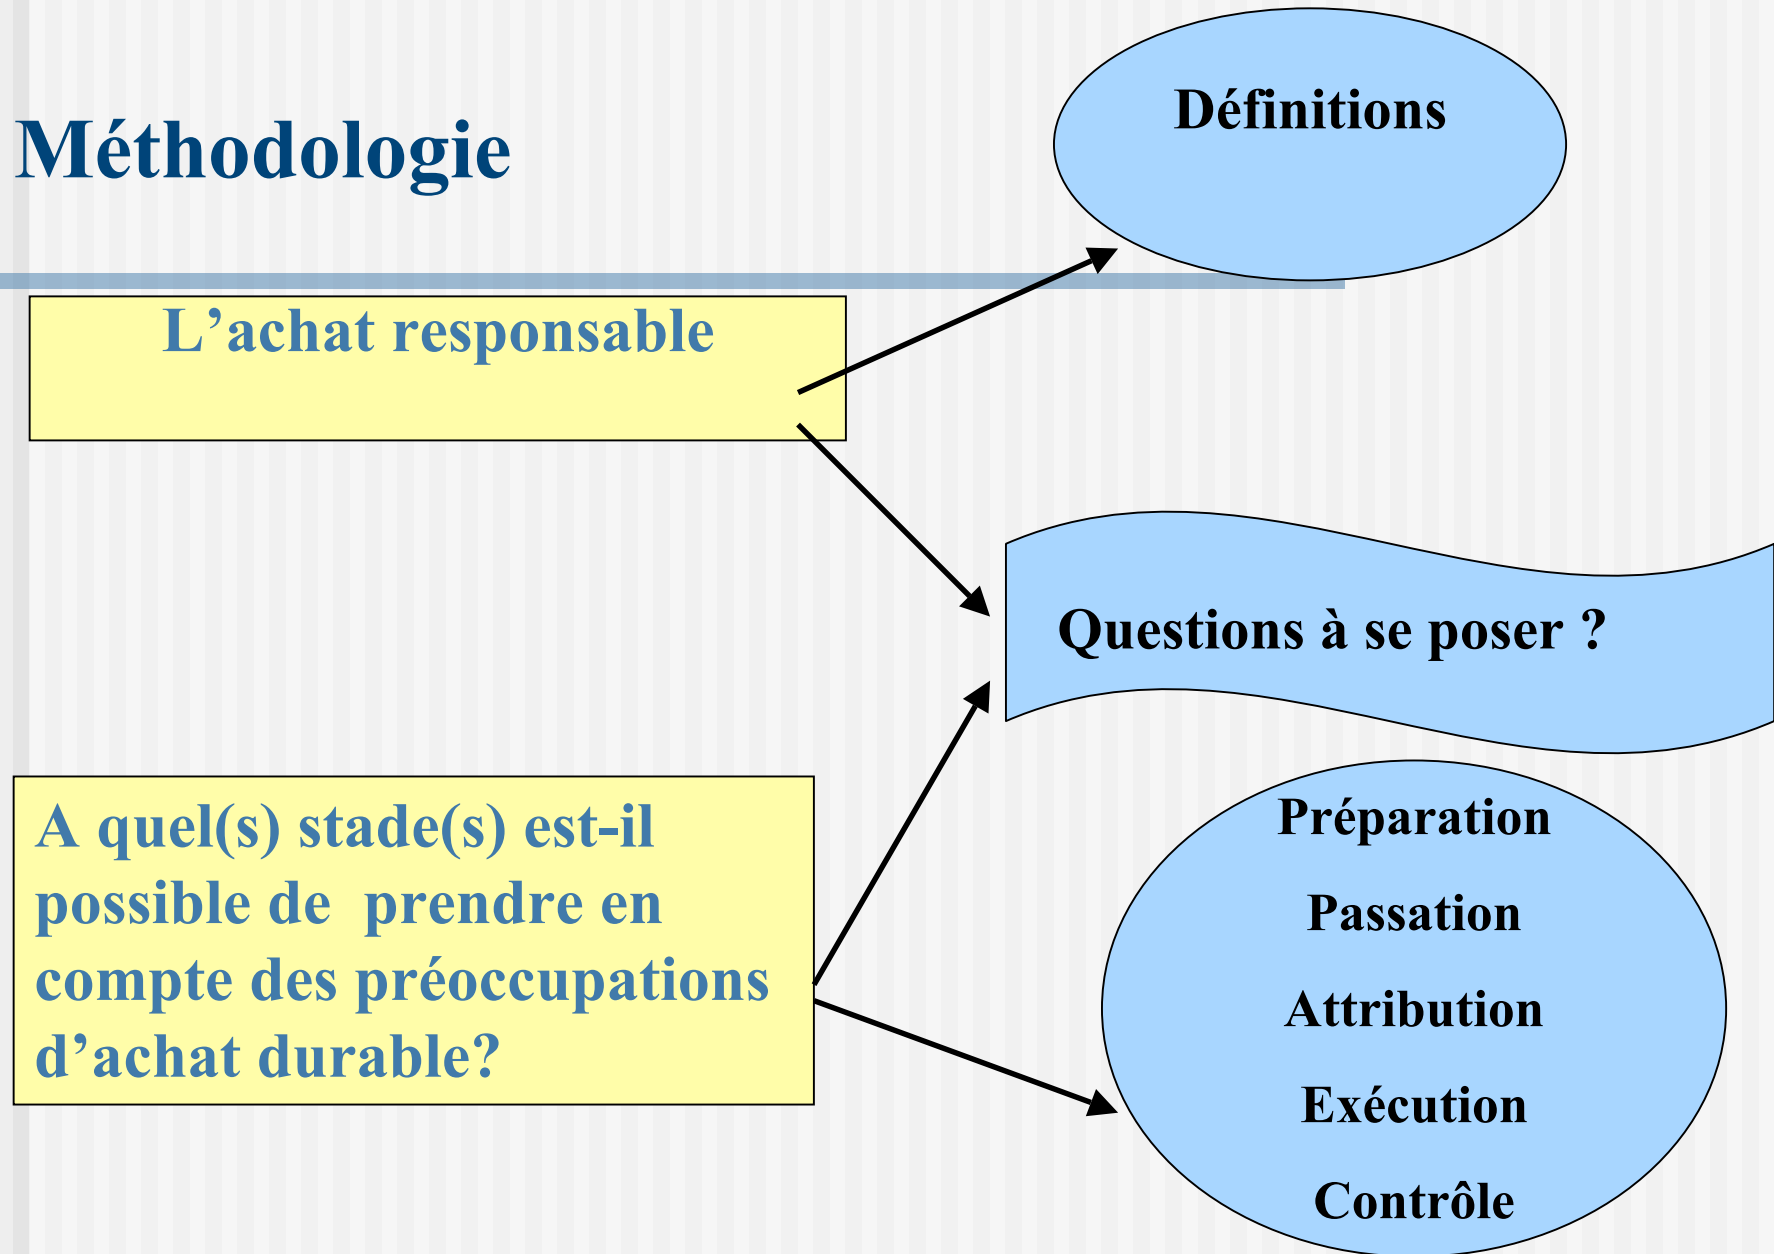 Méthodologie
Définitions
L’achat responsable
Questions à se poser ?
A quel(s) stade(s) est-il
possible de  prendre en
compte des préoccupations
d’achat durable?
Préparation
Passation
Attribution
Exécution
Contrôle